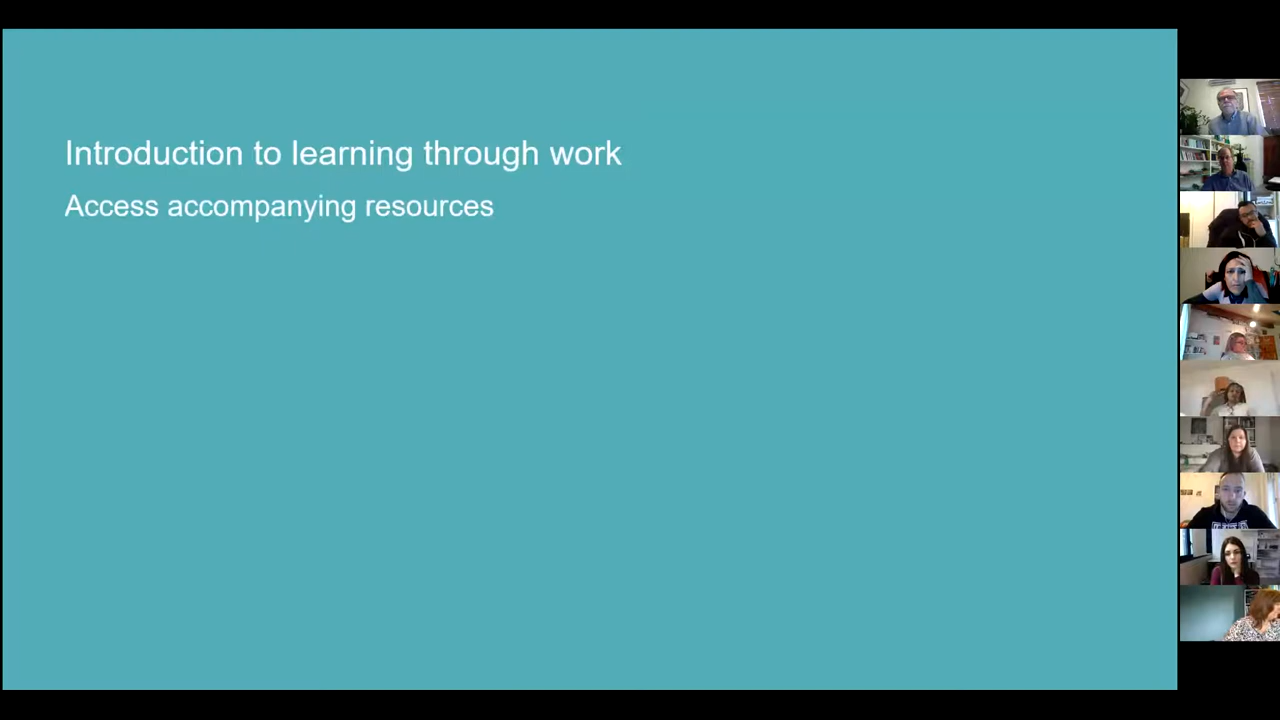 Introduction to learning through work
Access accompanying resources